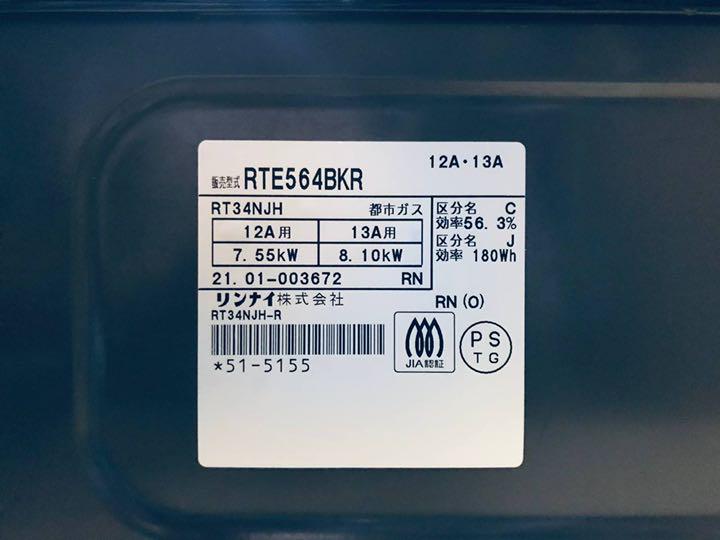 12A・13A
販売型式 RTE564BKR
RT34NJH 都市ガス
12A用 13A用
7.55kW 8.10kW
21.01-003672 RN
区分名 C
効率56.3%
区分名 J
効率 180Wh
リンナイ株式会社 RN(O)
RT34NJH-R
*51-5155
JIA認証
PS
TG